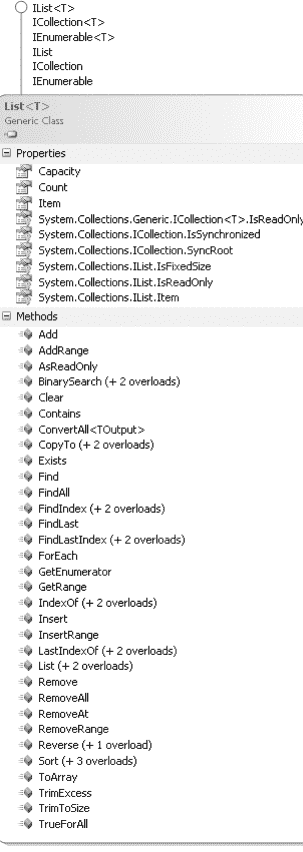 IList<T>
ICollection<T>
IEnumerable<T>
IList
ICollection
IEnumerable
List<T>
Generic Class
Properties
Capacity
Count
Item
System.Collections.Generic.ICollection<T>.IsReadOnly
System.Collections.ICollection.IsSynchronized
System.Collections.ICollection.SyncRoot
System.Collections.IList.IsFixedSize
System.Collections.IList.IsReadOnly
System.Collections.IList.Item
Methods
Add
AddRange
AsReadOnly
BinarySearch (+ 2 overloads)
Clear
Contains
ConvertAll<TOutput>
CopyTo (+ 2 overloads)
Exists
Find
FindAll
FindIndex (+ 2 overloads)
FindLast
FindLastIndex (+ 2 overloads)
ForEach
GetEnumerator
GetRange
IndexOf (+ 2 overloads)
Insert
InsertRange
LastIndexOf (+ 2 overloads)
List (+ 2 overloads)
Remove
RemoveAll
RemoveAt
RemoveRange
Reverse (+ 1 overload)
Sort (+ 3 overloads)
ToArray
TrimExcess
TrimToSize
TrueForAll